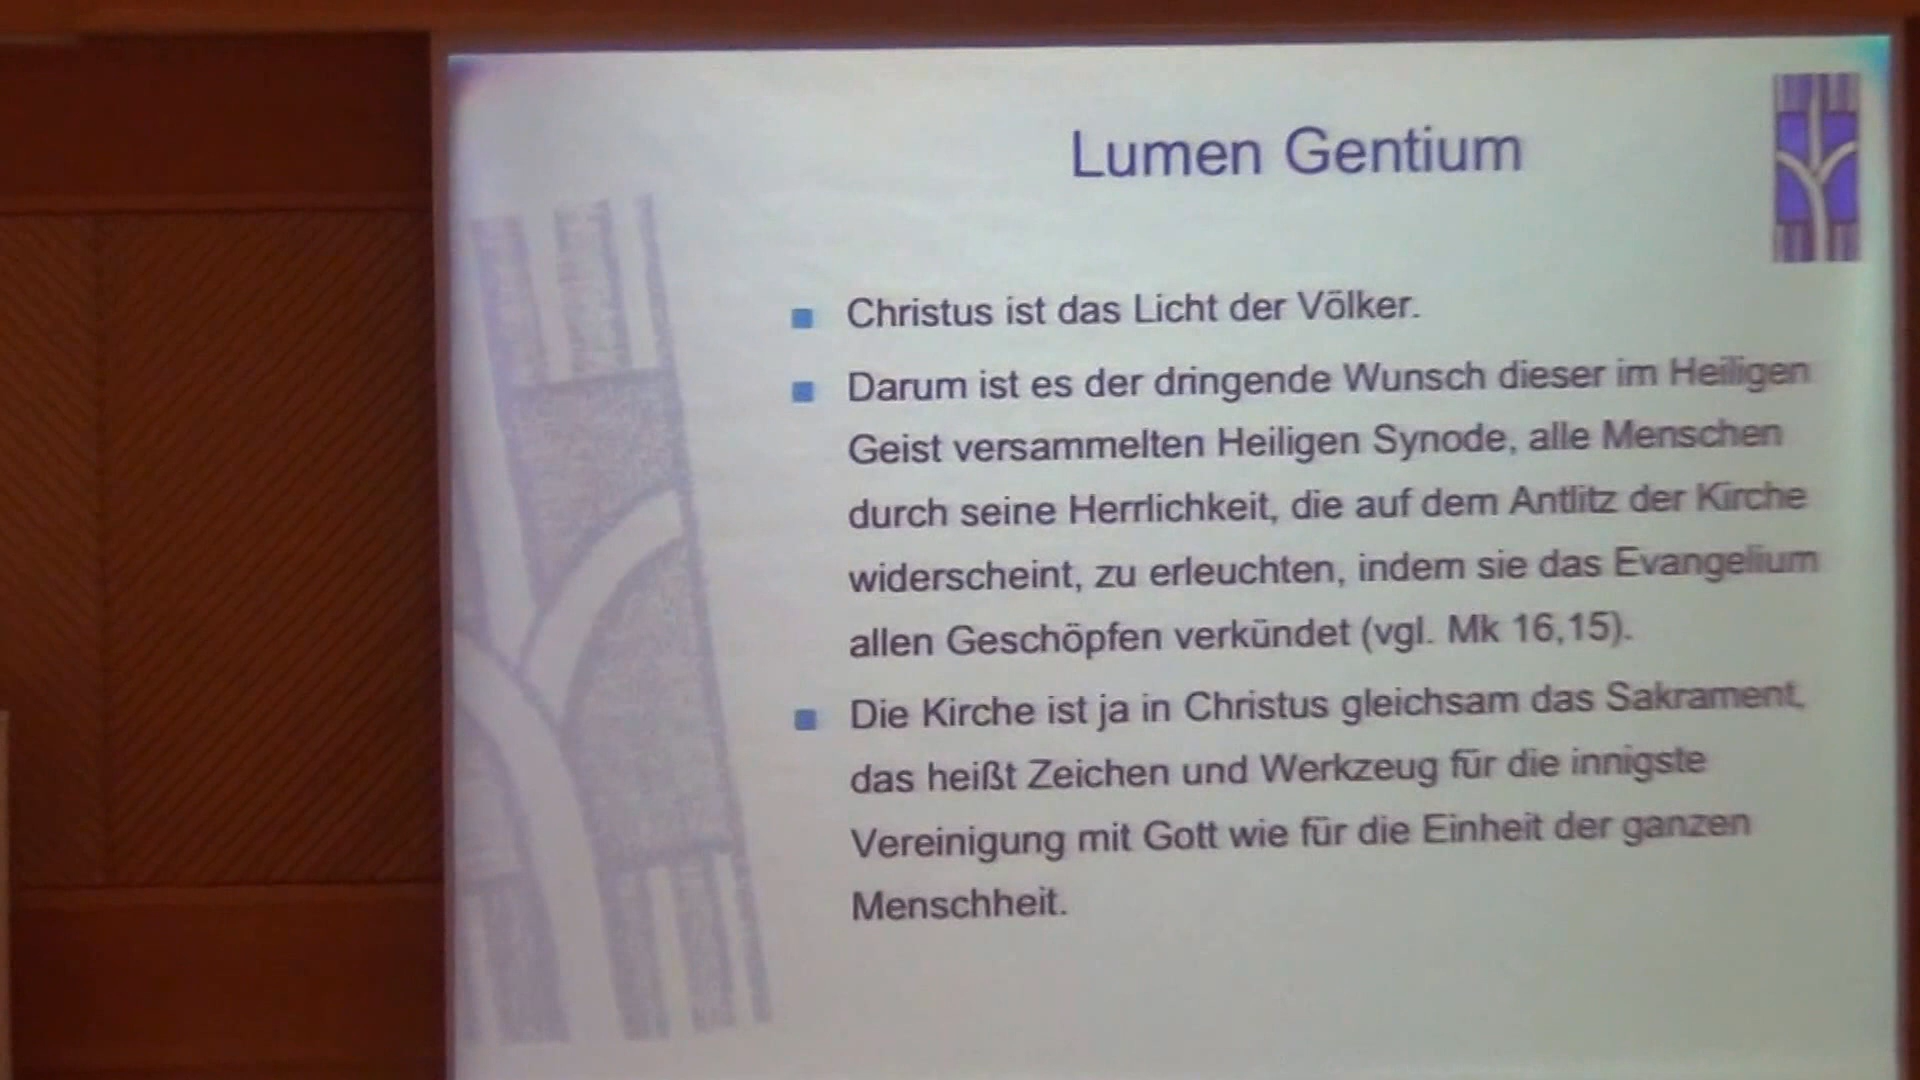 Lumen Gentium
Christus ist das Licht der Völker.
Darum ist es der dringende Wunsch dieser im Heiligen
Geist versammelten Heiligen Synode, alle Menschen
durch seine Herrlichkeit, die auf dem Antlitz der Kirche
widerscheint, zu erleuchten, indem sie das Evangelium
allen Geschöpfen verkündet (vgl. Mk 16,15).
Die Kirche ist ja in Christus gleichsam das Sakrament,
das heißt Zeichen und Werkzeug für die innigste
Vereinigung mit Gott wie für die Einheit der ganzen
Menschheit.